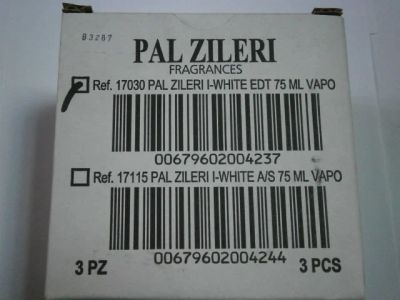 B3287
PAL ZILERI
FRAGRANCES
Ref. 17030 PAL ZILERI I-WHITE EDT 75 ML VAPO
00679602004237
Ref. 17115 PAL ZILERI I-WHITE A/S 75 ML VAPO
00679602004244
3 PZ 3 PCS